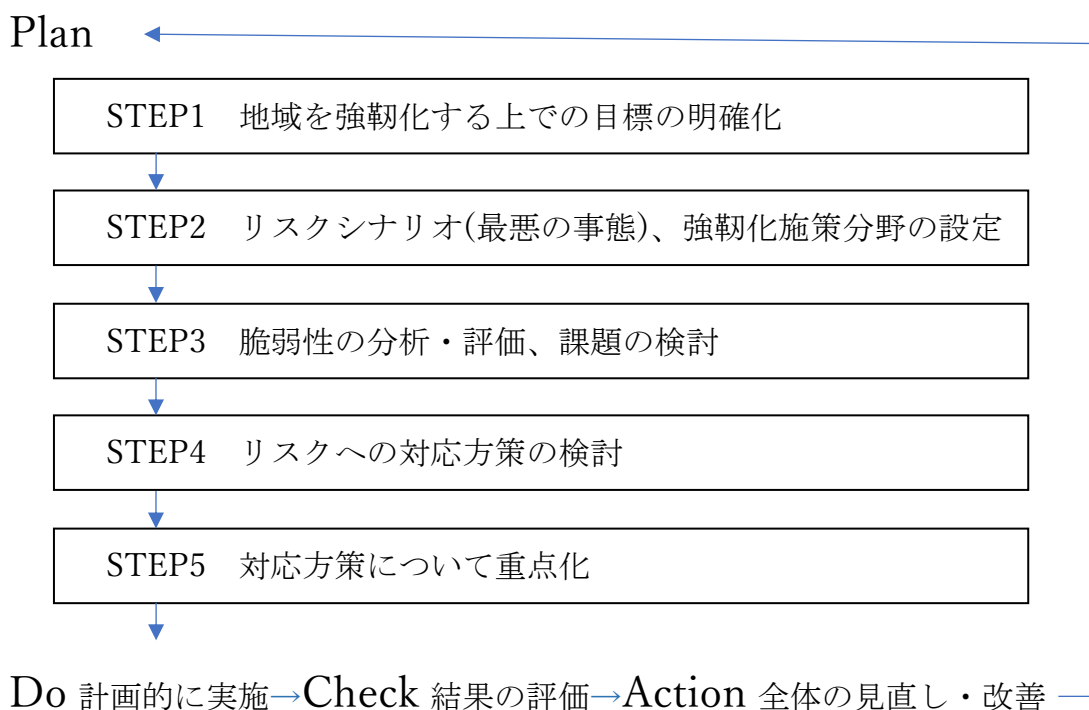 Plan
STEP1 地域を強靭化する上での目標の明確化
STEP2 リスクシナリオ(最悪の事態)、強靭化施策分野の設定
STEP3 脆弱性の分析・評価、課題の検討
STEP4 リスクへの対応方策の検討
STEP5 対応方策について重点化
Do 計画的に実施→Check 結果の評価→Action 全体の見直し・改善